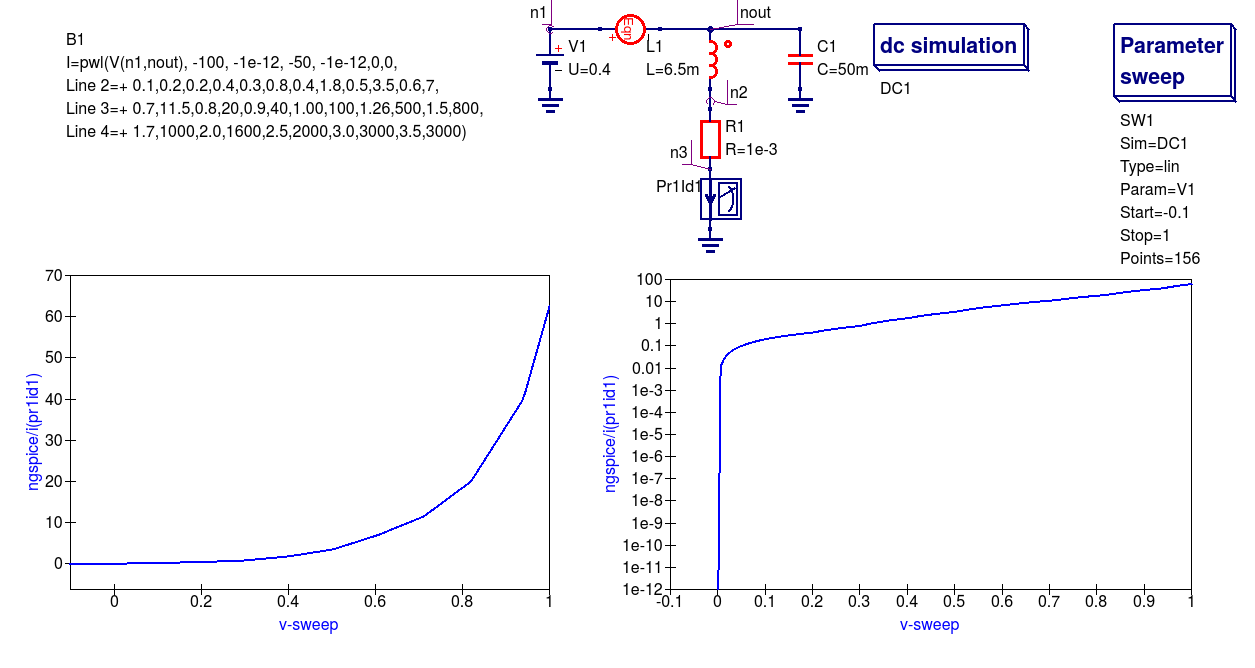 B1
I=pwl(V(n1,nout), -100, -1e-12, -50, -1e-12,0,0,
Line 2=+ 0.1,0.2,0.2,0.4,0.3,0.8,0.4,1.8,0.5,3.5,0.6,7,
Line 3=+ 0.7,11.5,0.8,20,0.9,40,1.00,100,1.26,500,1.5,800,
Line 4=+ 1.7,1000,2.0,1600,2.5,2000,3.0,3000,3.5,3000)
n1
nout
Eqn
+
+
V1
− U=0.4
L1
L=6.5m
C1
C=50m
n2
R1
R=1e-3
n3
Pr1Id1
dc simulation
DC1
Parameter
sweep
SW1
Sim=DC1
Type=lin
Param=V1
Start=-0.1
Stop=1
Points=156
70
60
50
40
30
20
10
0
ngspice/i(pr1id1)
0 0.2 0.4 0.6 0.8 1
v-sweep
100
10
1
0.1
0.01
1e-3
1e-4
1e-5
1e-6
1e-7
1e-8
1e-9
1e-10
1e-11
1e-12
ngspice/i(pr1id1)
-0.1 0 0.1 0.2 0.3 0.4 0.5 0.6 0.7 0.8 0.9 1
v-sweep